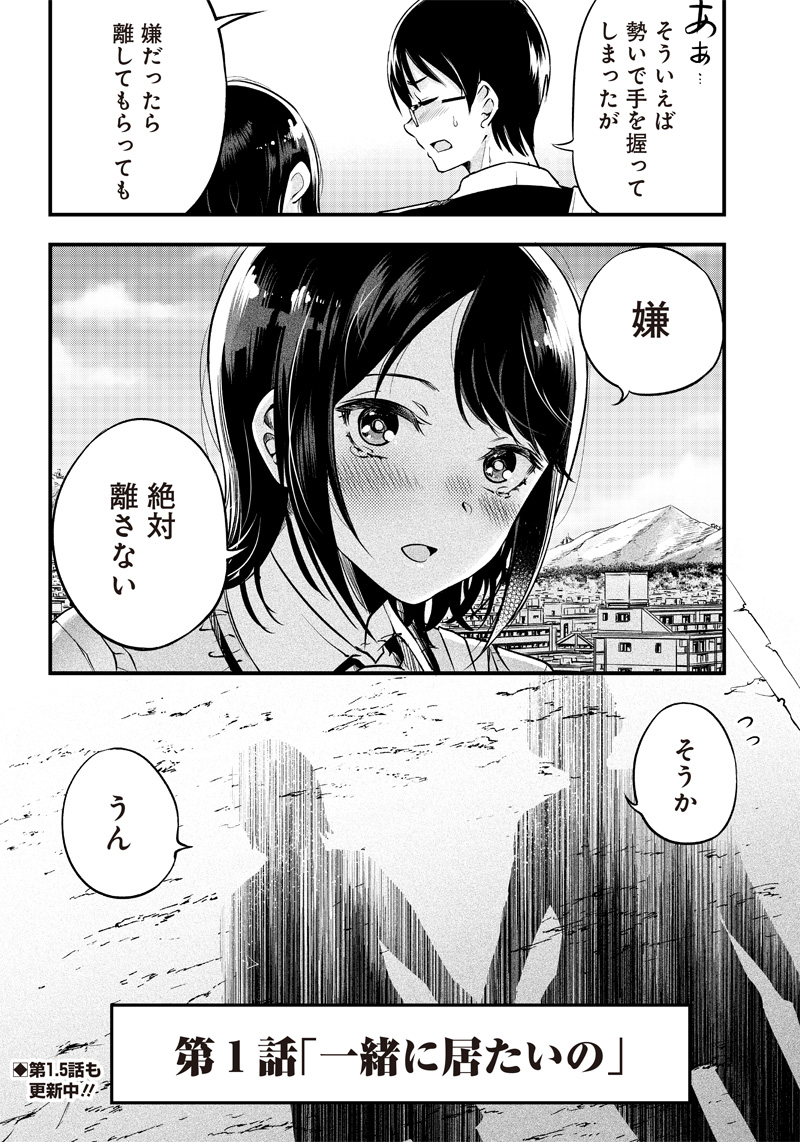 あぁ…
そういえば
勢いで手を握って
しまったが
嫌だったら
離してもらっても
嫌
絶対
離さない
そうか
うん
第1話「一緒に居たいの」
◆第1.5話も
更新中!!